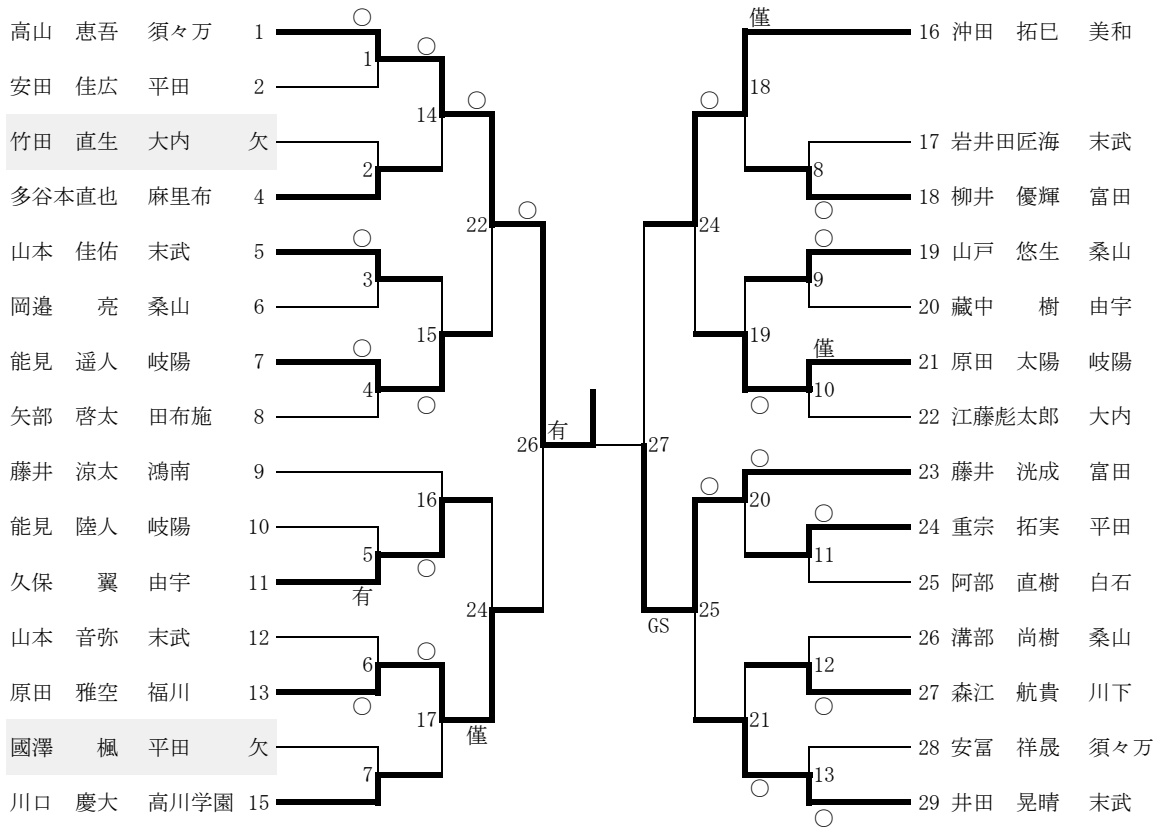 高山 恵吾 須々万 1
安田 佳広 平田 2
竹田 直生 大内 欠
多谷本直也 麻里布 4
山本 佳佑 末武 5
岡邉 亮 桑山 6
能見 遥人 岐陽 7
矢部 啓太 田布施 8
藤井 涼太 鴻南 9
能見 陸人 岐陽 10
久保 翼 由宇 11
山本 音弥 末武 12
原田 雅空 福川 13
國澤 楓 平田 欠
川口 慶大 高川学園 15
○
1
○
2
14
○
○
3
○
4
15
○
22
○
16
5
有
○
6
○
○
7
17
僅
24
26
有
27
GS
僅
18
○
8
○
24
○
9
19
僅
10
○
○
20
○
○
11
25
12
○
21
13
○
○
16 沖田 拓巳 美和
17 岩井田匠海 末武
18 柳井 優輝 富田
19 山戸 悠生 桑山
20 藏中 樹 由宇
21 原田 太陽 岐陽
22 江藤彪太郎 大内
23 藤井 洸成 富田
24 重宗 拓実 平田
25 阿部 直樹 白石
26 溝部 尚樹 桑山
27 森江 航貴 川下
28 安冨 祥晟 須々万
29 井田 晃晴 末武